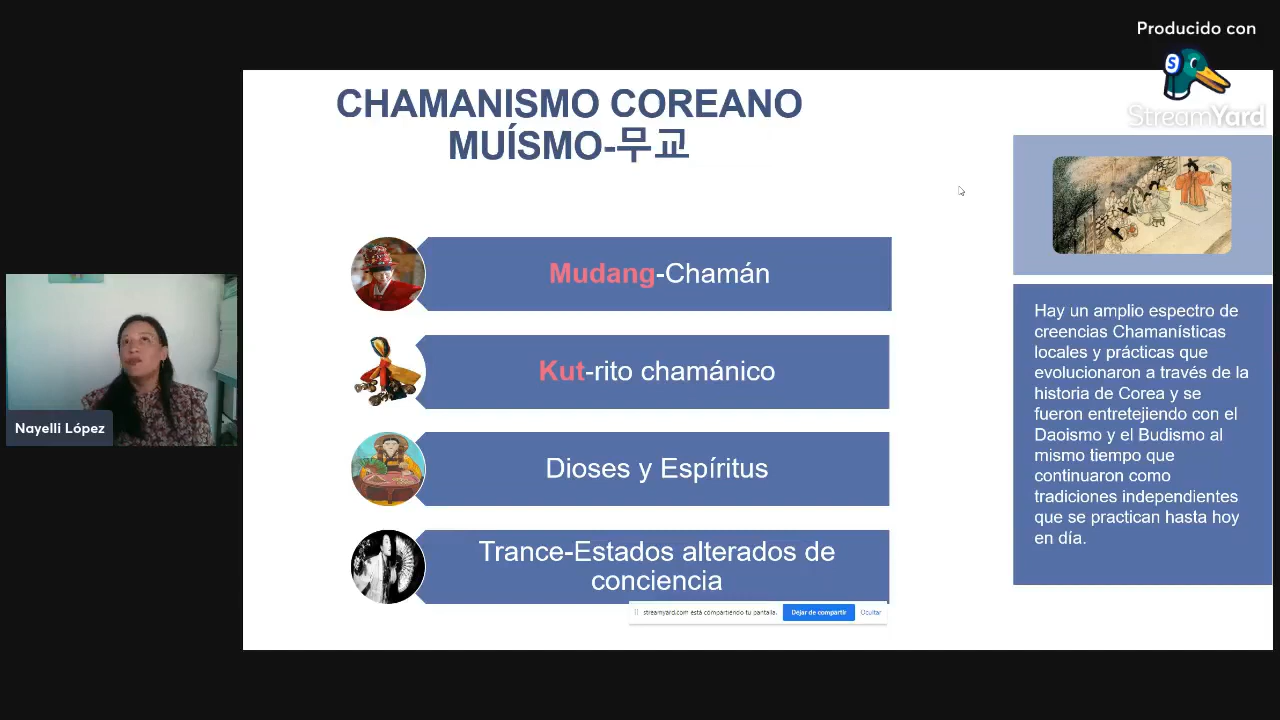 Producido con
StreamYard
CHAMANISMO COREANO
MUÍSMO-무교
Mudang-Chamán
Kut-rito chamánico
Dioses y Espíritus
Trance-Estados alterados de
conciencia
Hay un amplio espectro de
creencias Chamanísticas
locales y prácticas que
evolucionaron a través de la
historia de Corea y se
fueron entretejiendo con el
Daoismo y el Budismo al
mismo tiempo que
continuaron como
tradiciones independientes
que se practican hasta hoy
en día.
Nayelli López
streamyard.com está compartiendo tu pantalla.
Dejar de compartir
Ocultar